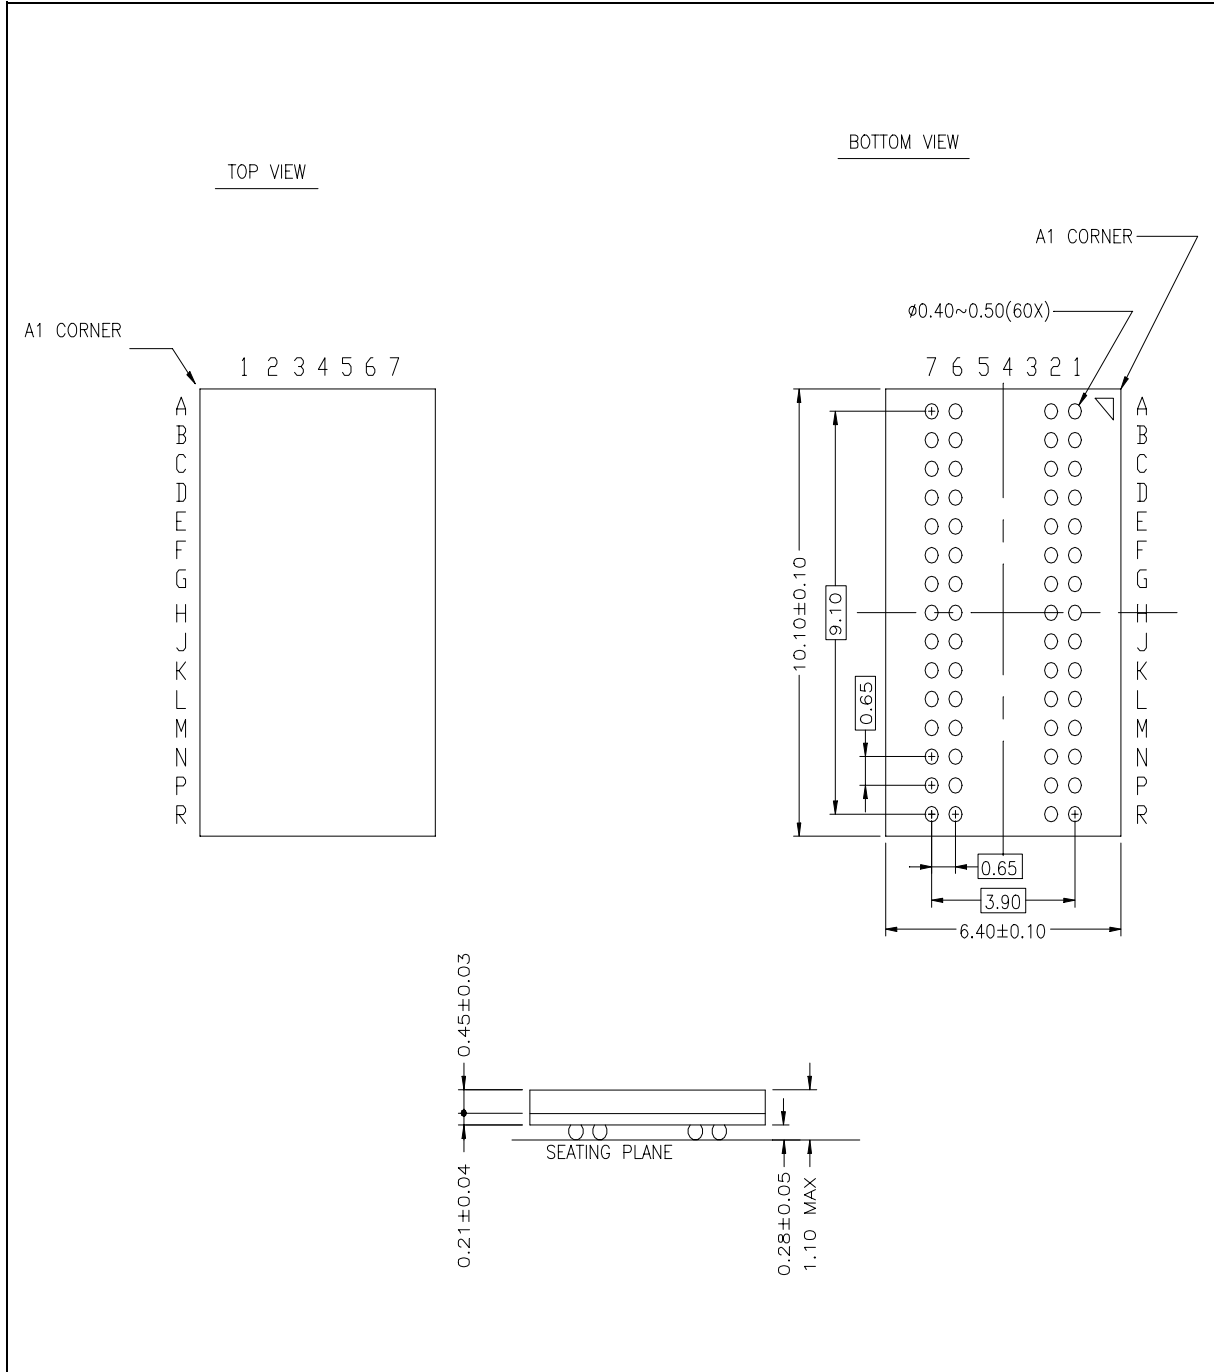 BOTTOM VIEW
TOP VIEW
A1 CORNER
ø0.40~0.50(60X)
A1 CORNER
1 2 3 4 5 6 7
7 6 5 4 3 2 1
A
B
C
D
E
F
G
H
J
K
L
M
N
P
R
A
B
C
D
E
F
G
H
J
K
L
M
N
P
R
10.10±0.10
9.10
0.65
0.65
3.90
6.40±0.10
0.45±0.03
0.21±0.04
SEATING PLANE
0.28±0.05
1.10 MAX